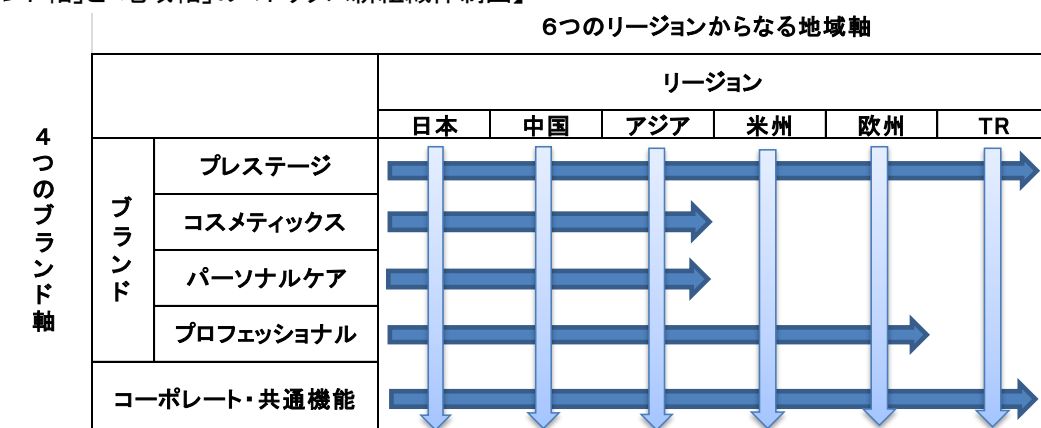 ６つのリージョンからなる地域軸
リージョン
日本 中国 アジア 米州 欧州 TR
４つのブランド軸
ブランド
プレステージ
コスメティックス
パーソナルケア
プロフェッショナル
コーポレート・共通機能